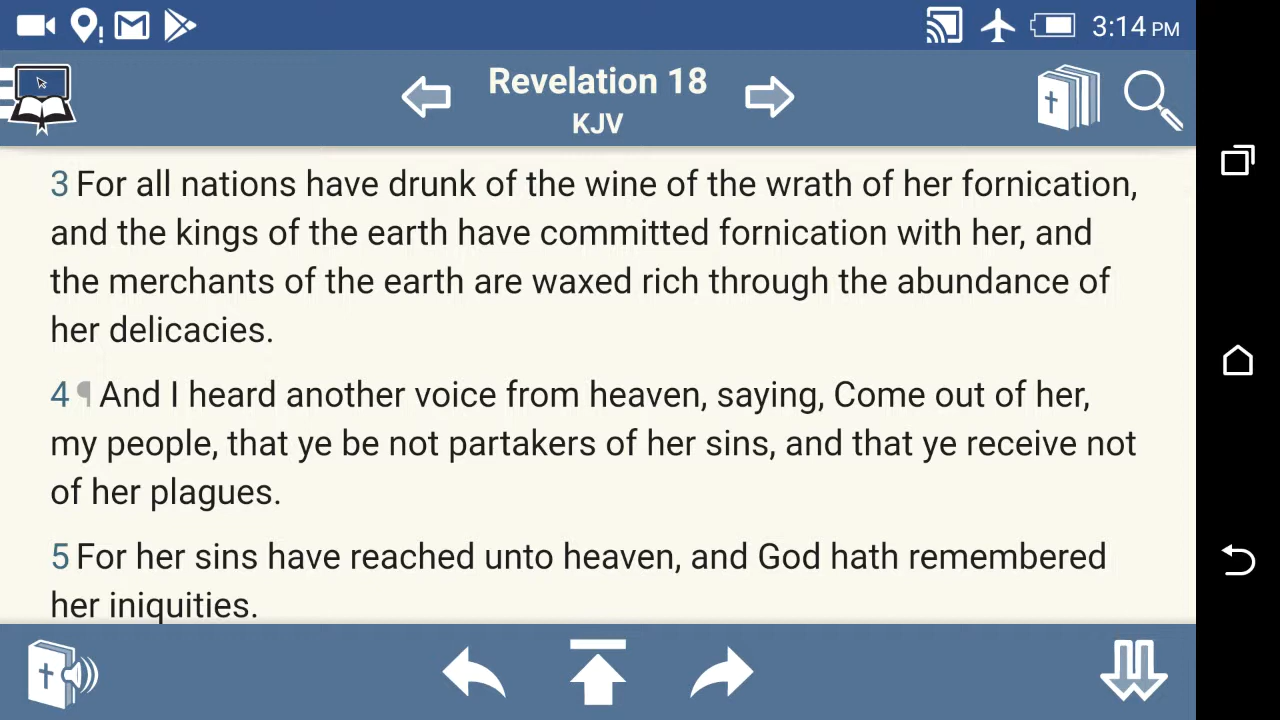 3:14 PM
Revelation 18
KJV
3 For all nations have drunk of the wine of the wrath of her fornication,
and the kings of the earth have committed fornication with her, and
the merchants of the earth are waxed rich through the abundance of
her delicacies.
4 ¶ And I heard another voice from heaven, saying, Come out of her,
my people, that ye be not partakers of her sins, and that ye receive not
of her plagues.
5 For her sins have reached unto heaven, and God hath remembered
her iniquities.